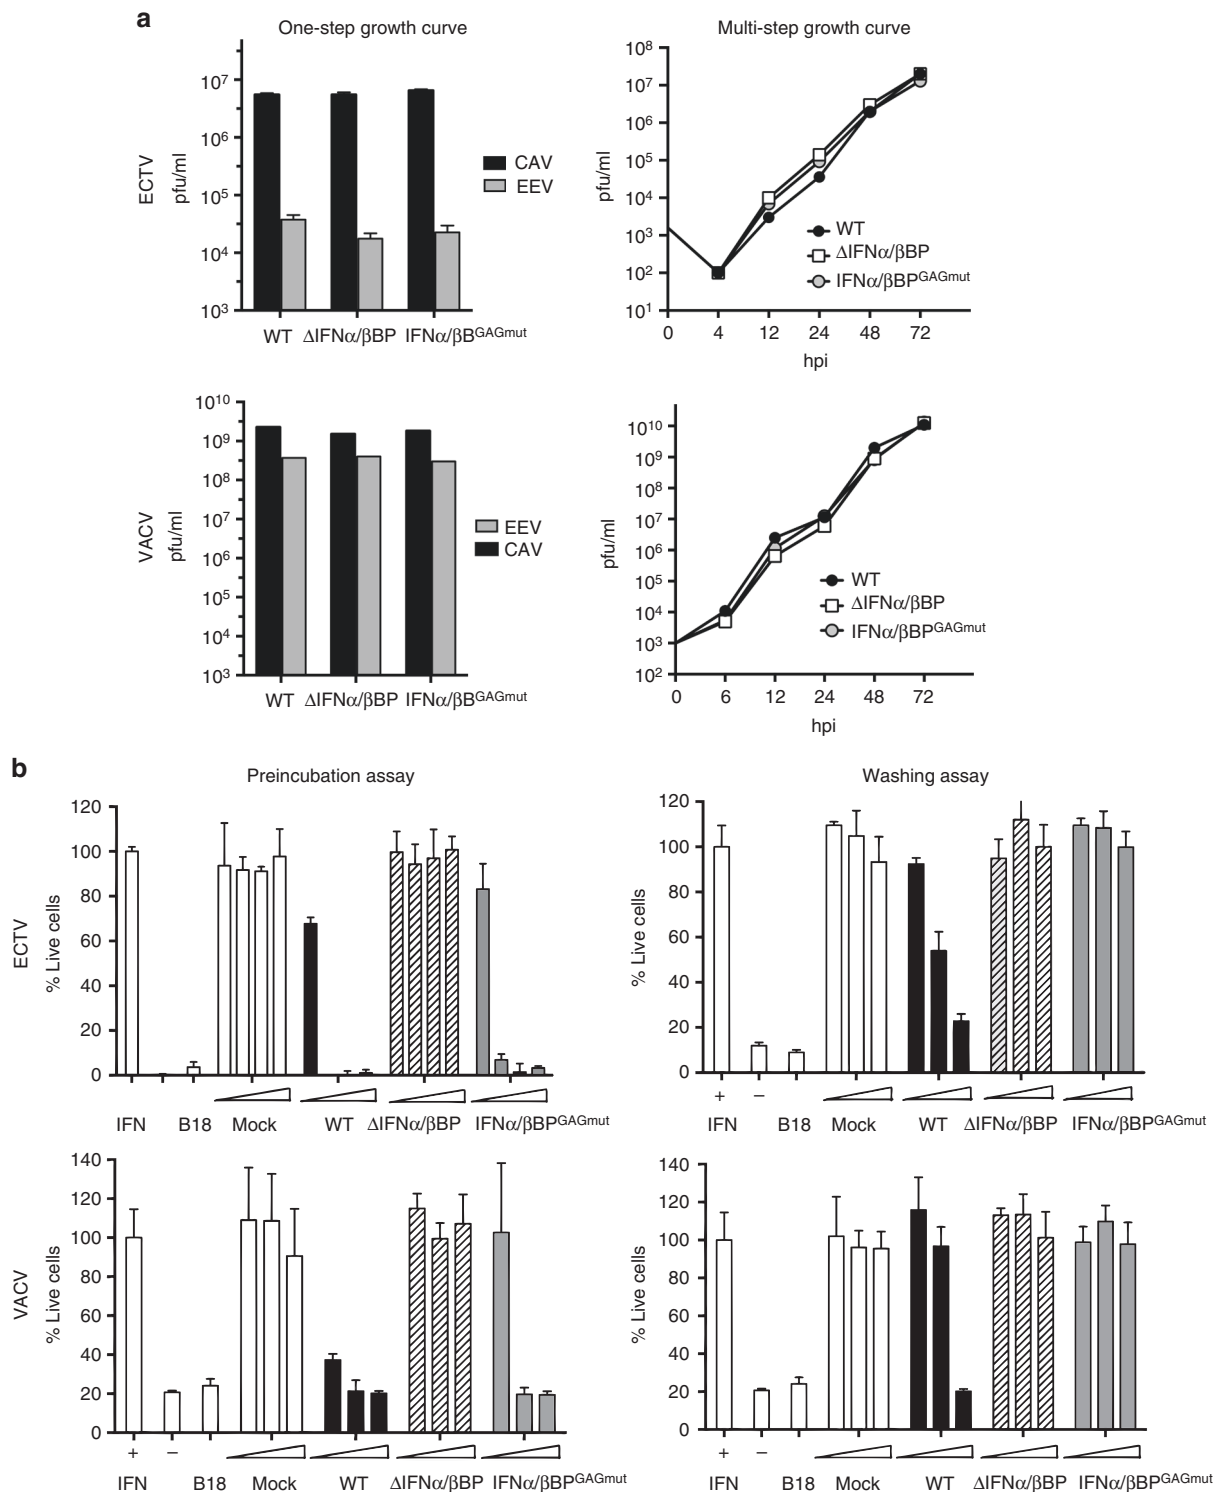 a
One-step growth curve
Multi-step growth curve
ECTV
pfu/ml
10⁷
10⁶
10⁵
10⁴
10³
CAV
EEV
WT ΔIFNα/βBP IFNα/βB^GAGmut
pfu/ml
10⁸
10⁷
10⁶
10⁵
10⁴
10³
10²
10¹
WT
ΔIFNα/βBP
IFNα/βBP^GAGmut
0 4 12 24 48 72
hpi
VACV
pfu/ml
10¹⁰
10⁹
10⁸
10⁷
10⁶
10⁵
10⁴
10³
EEV
CAV
WT ΔIFNα/βBP IFNα/βB^GAGmut
pfu/ml
10¹⁰
10⁹
10⁸
10⁷
10⁶
10⁵
10⁴
10³
10²
WT
ΔIFNα/βBP
IFNα/βBP^GAGmut
0 6 12 24 48 72
hpi
b
Preincubation assay
Washing assay
ECTV
% Live cells
120
100
80
60
40
20
0
IFN B18 Mock WT ΔIFNα/βBP IFNα/βBP^GAGmut
% Live cells
120
100
80
60
40
20
0
+ −
IFN B18 Mock WT ΔIFNα/βBP IFNα/βBP^GAGmut
VACV
% Live cells
140
120
100
80
60
40
20
0
+ −
IFN B18 Mock WT ΔIFNα/βBP IFNα/βBP^GAGmut
% Live cells
140
120
100
80
60
40
20
0
+ −
IFN B18 Mock WT ΔIFNα/βBP IFNα/βBP^GAGmut